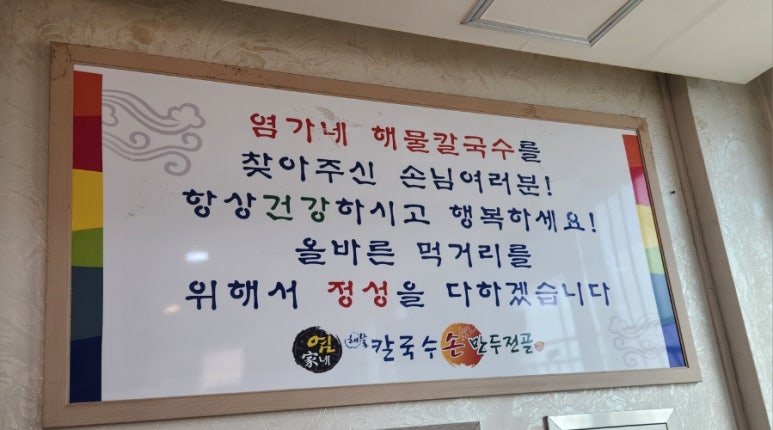 염가네 해물칼국수를
찾아주신 손님여러분!
항상건강하시고 행복하세요!
올바른 먹거리를
위해서 정성을 다하겠습니다
염家네 해물칼국수손만두전골